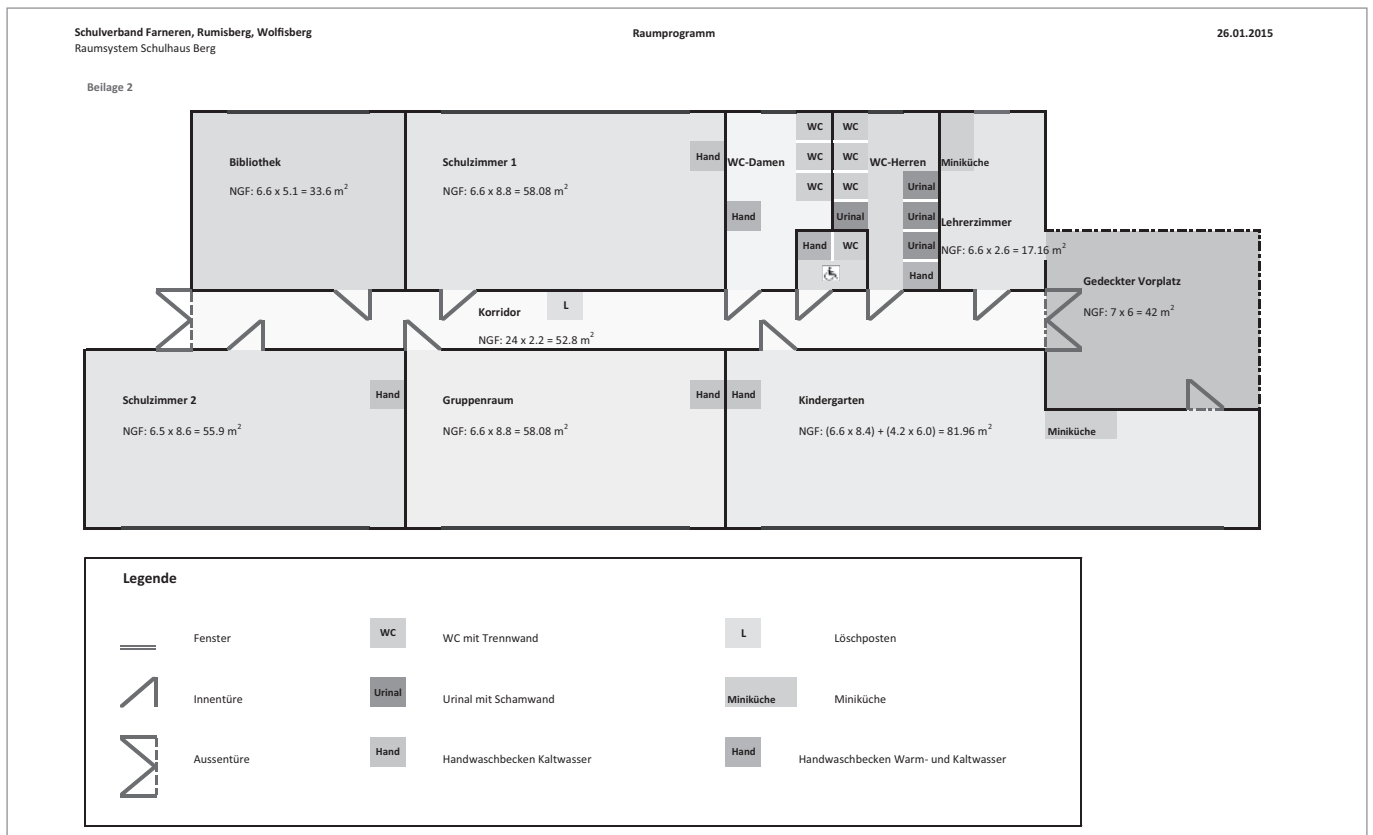 Schulverband Farneren, Rumisberg, Wolfisberg
Raumprogramm
26.01.2015
Raumsystem Schulhaus Berg
Beilage 2
Bibliothek
NGF: 6.6 x 5.1 = 33.6 m²
Schulzimmer 1
NGF: 6.6 x 8.8 = 58.08 m²
Hand
WC-Damen
Hand
WC
WC
WC
WC
WC
WC
Urinal
Hand
WC
WC-Herren
Urinal
Urinal
Urinal
Hand
Miniküche
Lehrerzimmer
NGF: 6.6 x 2.6 = 17.16 m²
Gedeckter Vorplatz
NGF: 7 x 6 = 42 m²
Korridor
L
NGF: 24 x 2.2 = 52.8 m²
Schulzimmer 2
NGF: 6.5 x 8.6 = 55.9 m²
Hand
Gruppenraum
NGF: 6.6 x 8.8 = 58.08 m²
Hand
Hand
Kindergarten
NGF: (6.6 x 8.4) + (4.2 x 6.0) = 81.96 m²
Miniküche
Legende
Fenster
WC
WC mit Trennwand
L
Löschposten
Innentüre
Urinal
Urinal mit Schamwand
Miniküche
Miniküche
Aussentüre
Hand
Handwaschbecken Kaltwasser
Hand
Handwaschbecken Warm- und Kaltwasser